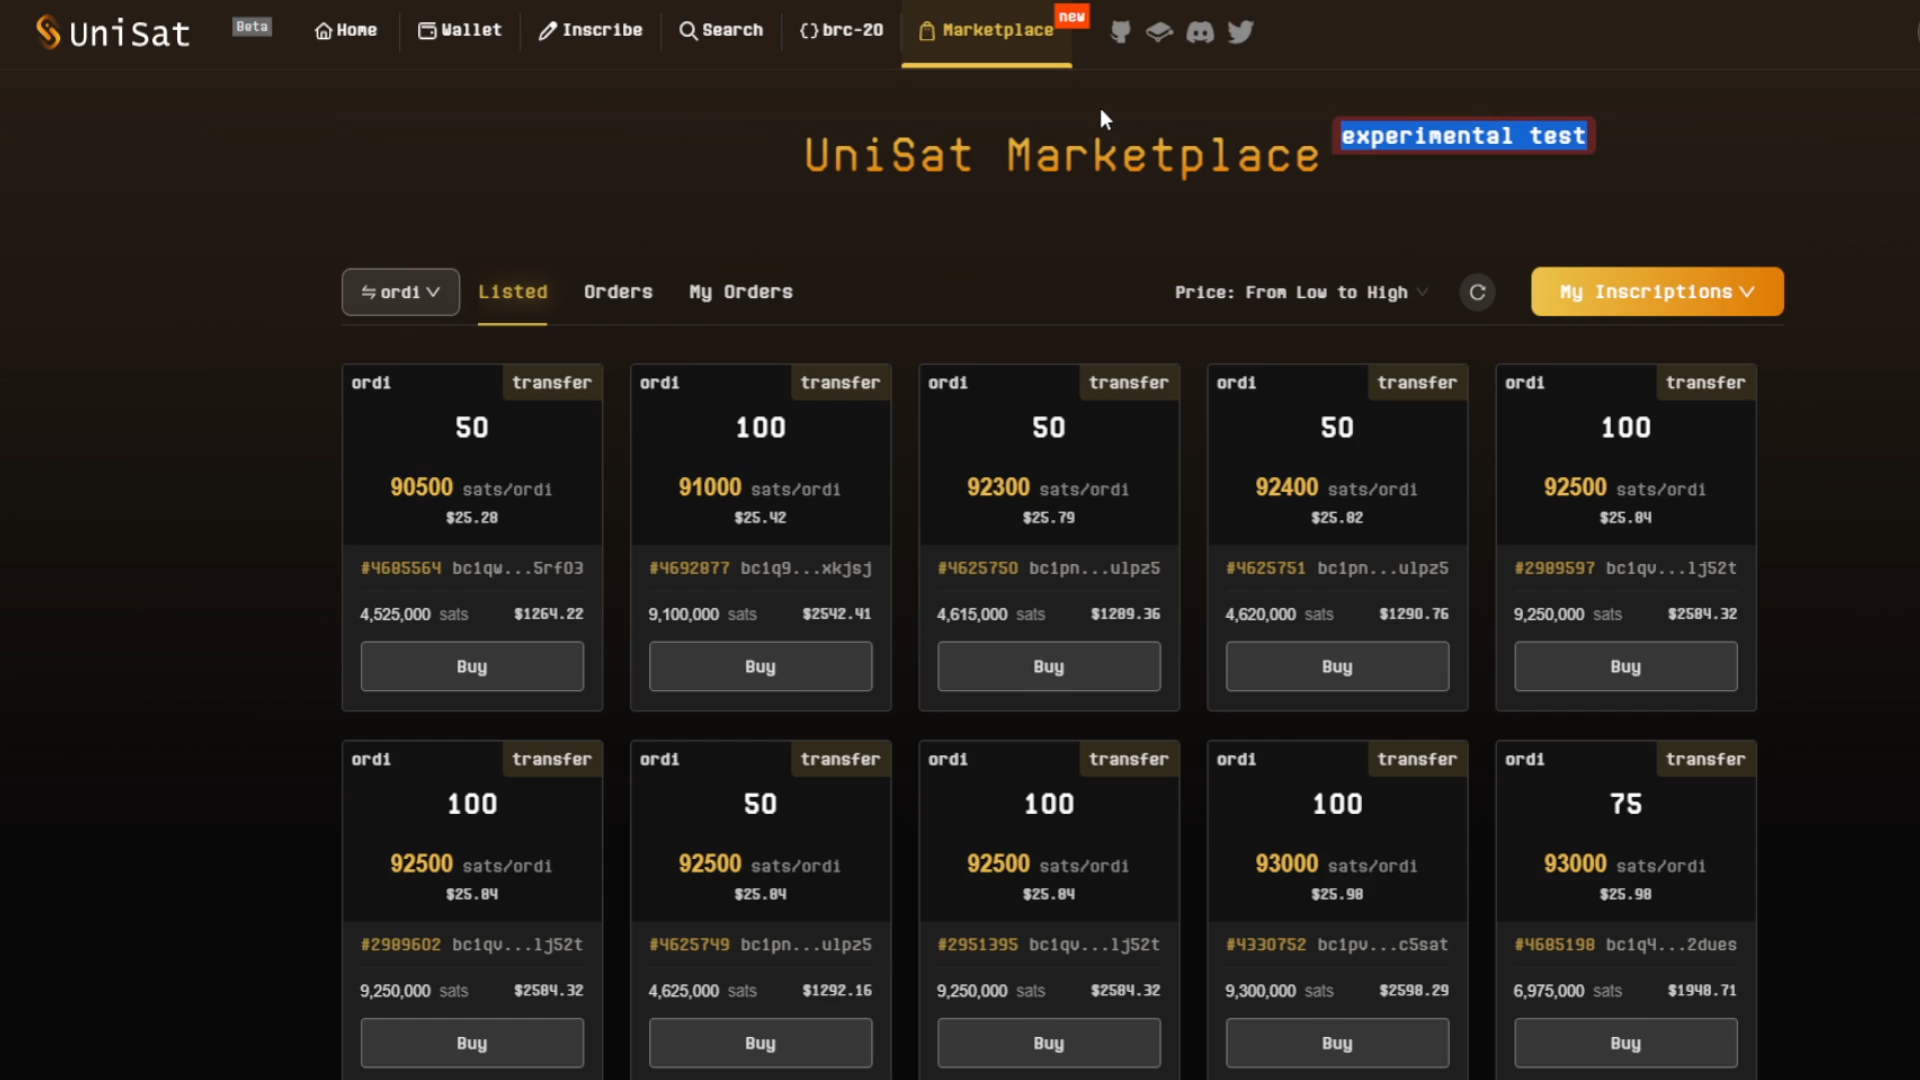 UniSat Beta Home Wallet Inscribe Search {}brc-20 Marketplace new
UniSat Marketplace experimental test
⇆ordi Listed Orders My Orders Price: From Low to High My Inscriptions
ordi transfer ordi transfer ordi transfer ordi transfer ordi transfer
50 100 50 50 100
90500 sats/ordi 91000 sats/ordi 92300 sats/ordi 92400 sats/ordi 92500 sats/ordi
$25.28 $25.42 $25.79 $25.82 $25.84
#4685564 bc1qw...5rf03 #4692877 bc1q9...xkjsj #4625750 bc1pn...ulpz5 #4625751 bc1pn...ulpz5 #2989597 bc1qv...lj52t
4,525,000 sats $1264.22 9,100,000 sats $2542.41 4,615,000 sats $1289.36 4,620,000 sats $1290.76 9,250,000 sats $2584.32
Buy Buy Buy Buy Buy
ordi transfer ordi transfer ordi transfer ordi transfer ordi transfer
100 50 100 100 75
92500 sats/ordi 92500 sats/ordi 92500 sats/ordi 93000 sats/ordi 93000 sats/ordi
$25.84 $25.84 $25.84 $25.98 $25.98
#2989602 bc1qv...lj52t #4625749 bc1pn...ulpz5 #2951395 bc1qv...lj52t #4330752 bc1pv...c5sat #4685198 bc1q4...2dues
9,250,000 sats $2584.32 4,625,000 sats $1292.16 9,250,000 sats $2584.32 9,300,000 sats $2598.29 6,975,000 sats $1948.71
Buy Buy Buy Buy Buy